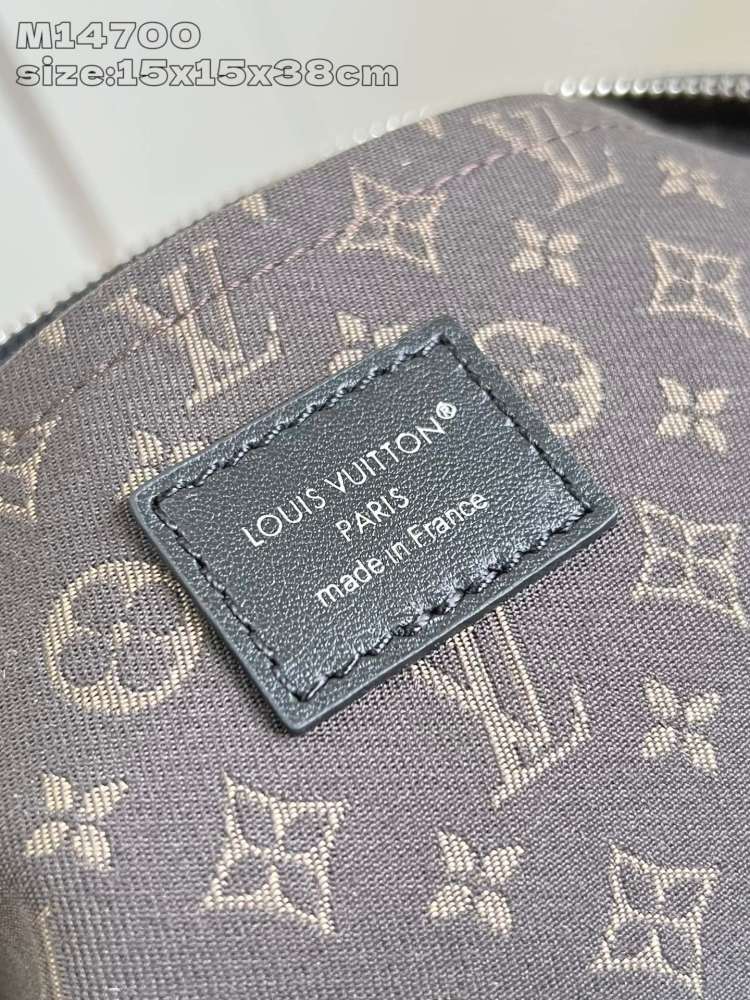 M14700
size:15x15x38cm
LOUIS VUITTON®
PARIS
made in France